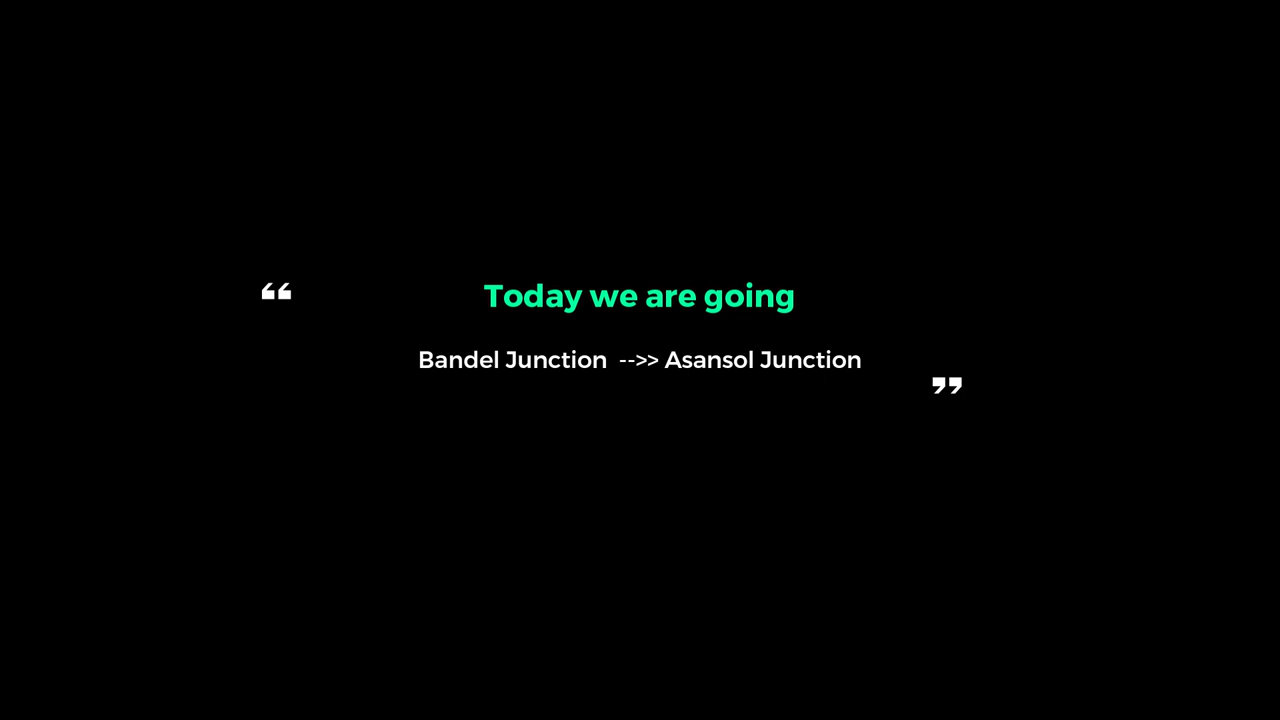 “ Today we are going
Bandel Junction  -->> Asansol Junction
”